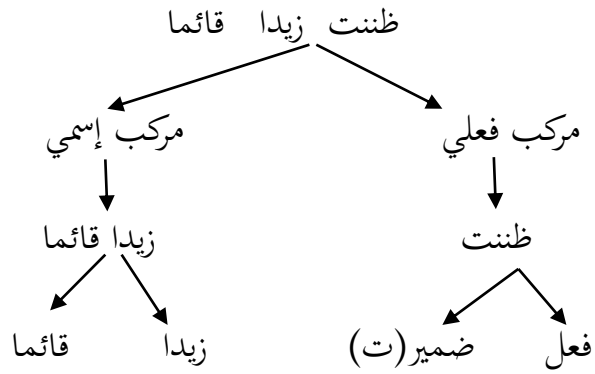 ظننت زيدا قائما
مركب فعلي مركب إسمي
ظننت زيدا قائما
فعل ضمير(ت) زيدا قائما